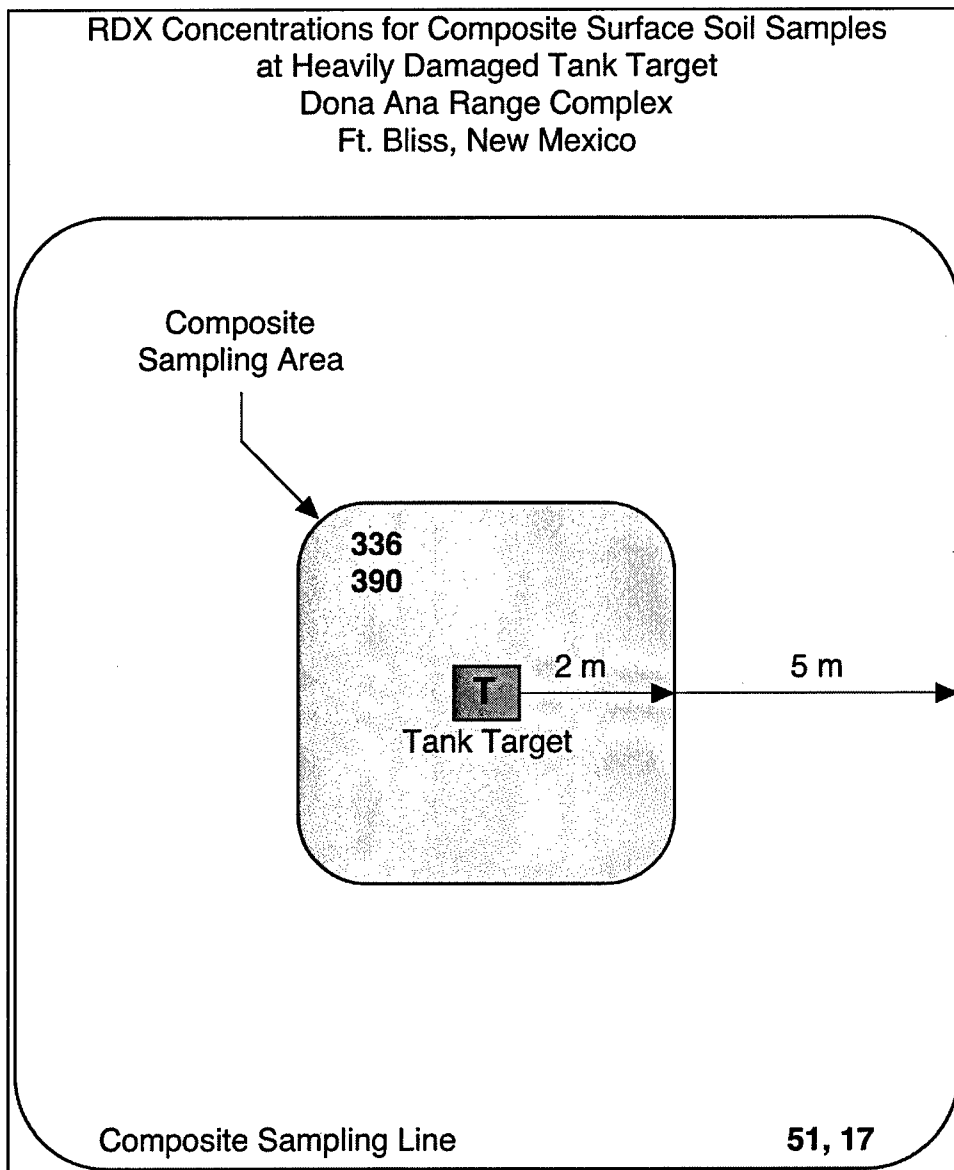 RDX Concentrations for Composite Surface Soil Samples
at Heavily Damaged Tank Target
Dona Ana Range Complex
Ft. Bliss, New Mexico
Composite
Sampling Area
336
390
2 m
5 m
T
Tank Target
Composite Sampling Line
51, 17